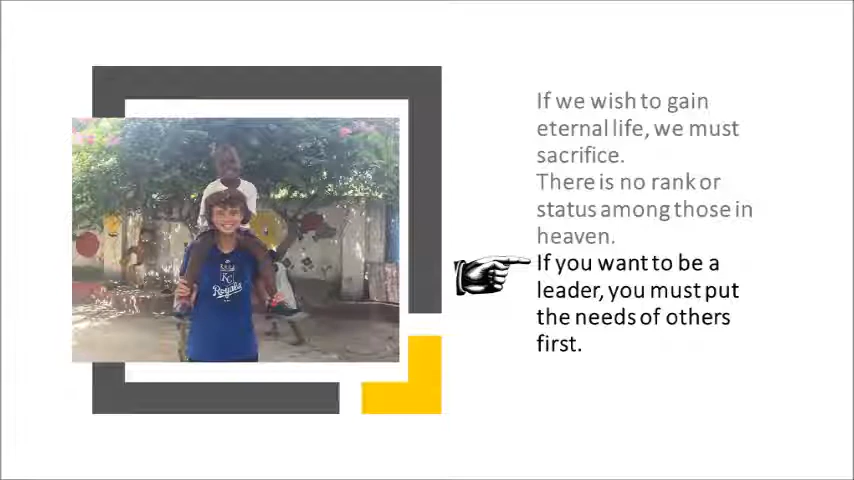 If we wish to gain
eternal life, we must
sacrifice.
There is no rank or
status among those in
heaven.
If you want to be a
leader, you must put
the needs of others
first.
KC
Royals